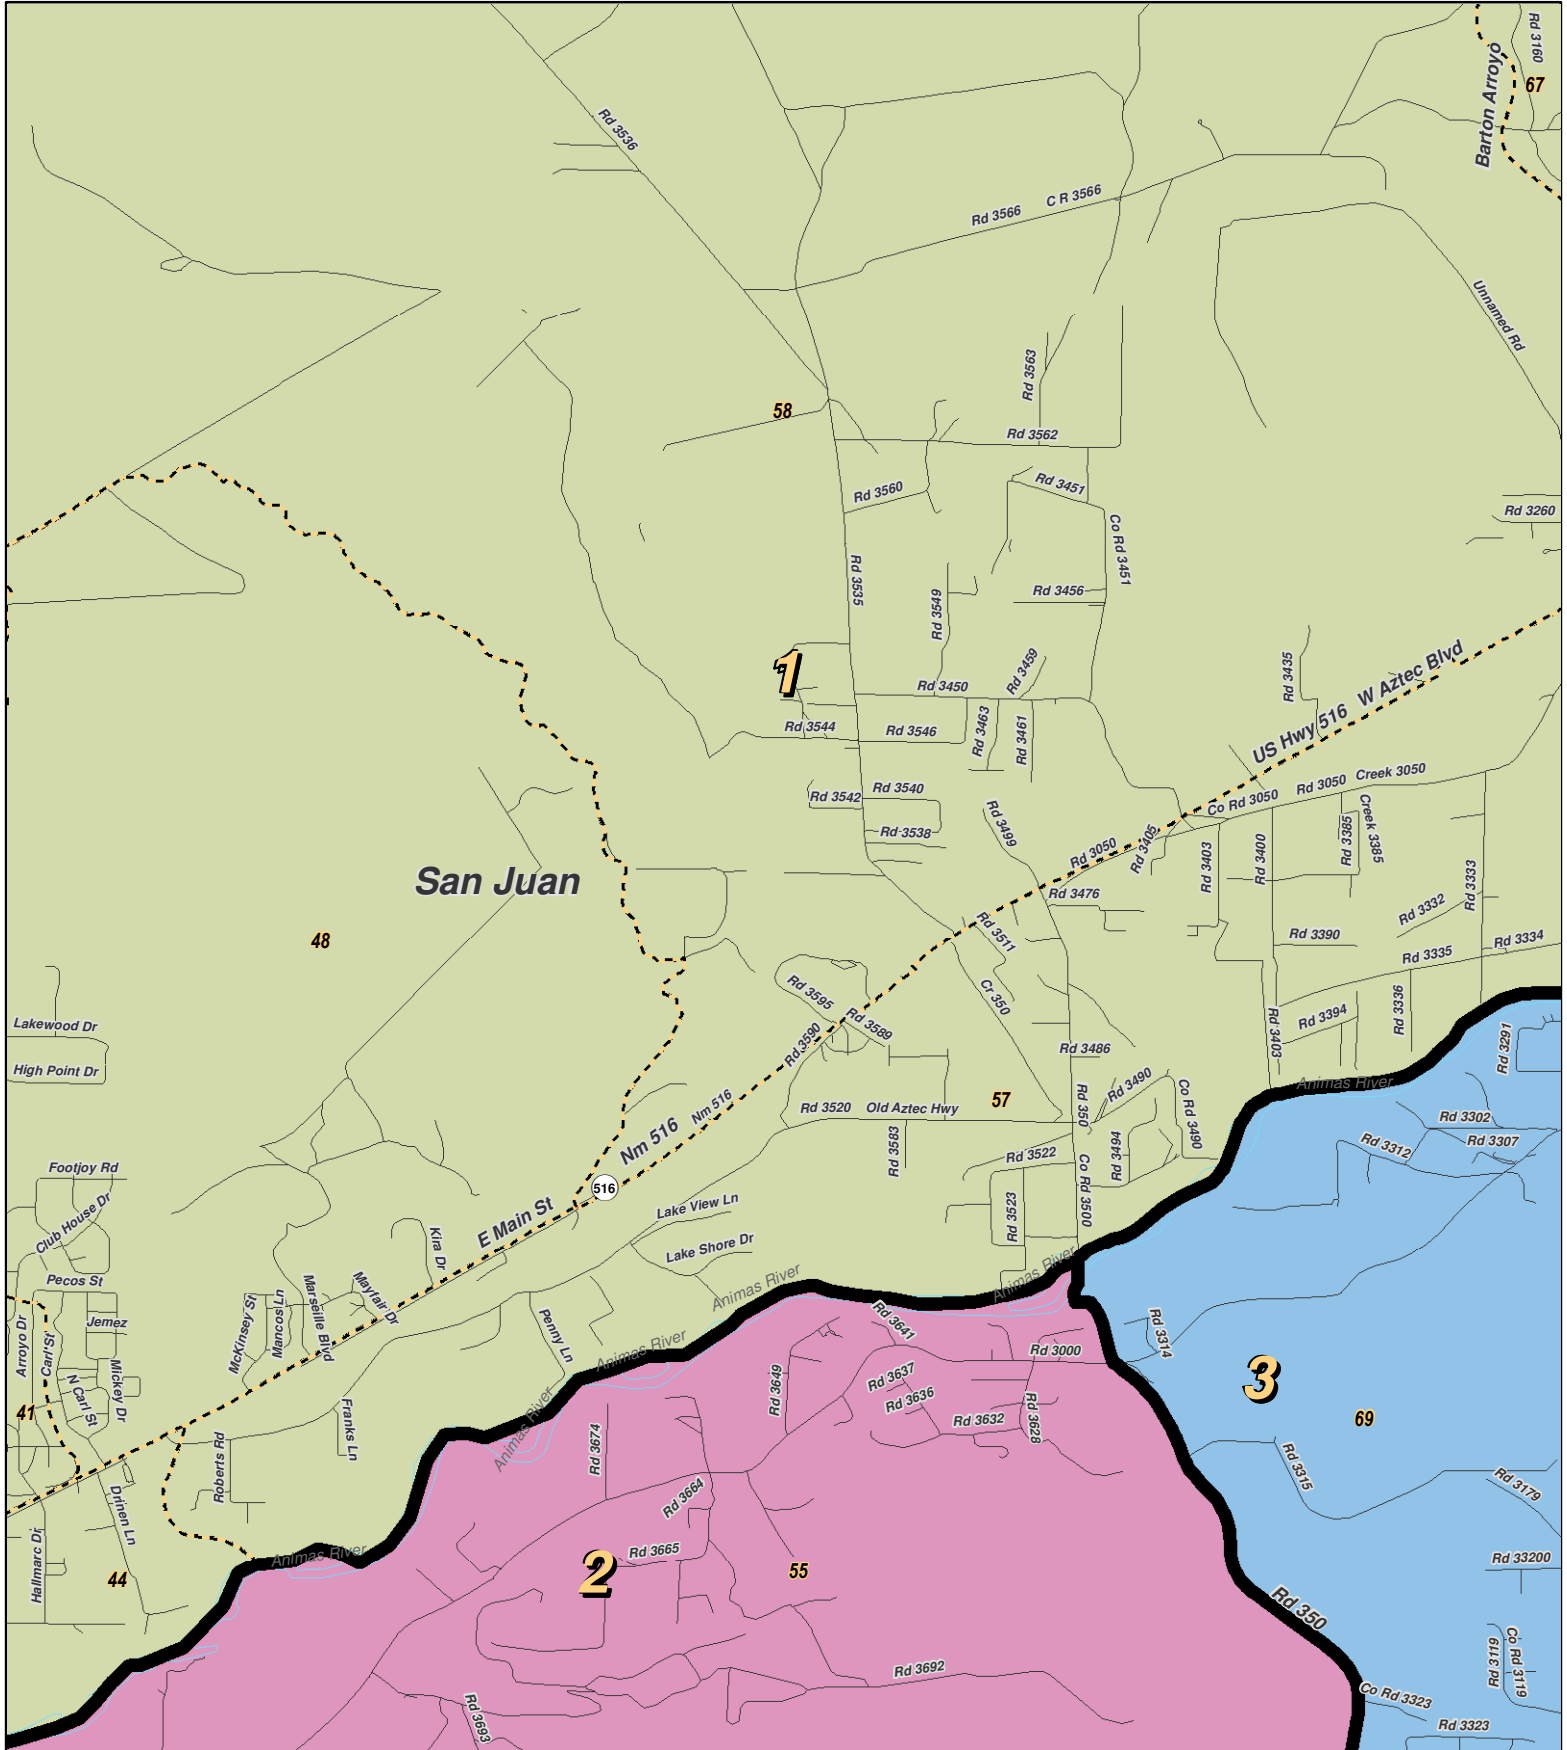 Rd 3160
67
Barton Arroyo
Rd 3536
C R 3566
Rd 3566
Unnamed Rd
Rd 3563
58
Rd 3562
Rd 3451
Rd 3560
Rd 3260
Co Rd 3451
Rd 3535
Rd 3456
Rd 3549
1
Rd 3459
Rd 3435
W Aztec Blvd
US Hwy 516
Rd 3450
Rd 3544
Rd 3546
Rd 3463
Rd 3461
Creek 3050
Rd 3050
Co Rd 3050
Rd 3542
Rd 3540
Rd 3538
Rd 3499
Rd 3050
Rd 3405
Rd 3403
Rd 3400
Rd 3385
Creek 3385
Rd 3333
San Juan
48
Rd 3476
Rd 3332
Rd 3511
Rd 3390
Rd 3335
Rd 3334
Cr 350
Rd 3595
Rd 3589
Rd 3590
Rd 3394
Rd 3336
Rd 3403
Rd 3291
Lakewood Dr
High Point Dr
Rd 3486
Rd 3490
Co Rd 3490
Animas River
Nm 516
Nm 516
Rd 3520
Old Aztec Hwy
57
Rd 350
Rd 3302
Rd 3307
Rd 3312
Rd 3583
Rd 3522
Rd 3494
Co Rd 3500
Footjoy Rd
Club House Dr
516
E Main St
Lake View Ln
Lake Shore Dr
Rd 3523
Kira Dr
Pecos St
Animas River
Animas River
Arroyo Dr
Carl St
Jemez
McKinsey St
Mancos Ln
Marseille Blvd
Mayfair Dr
Penny Ln
Animas River
Rd 3641
Rd 3000
Rd 3314
3
N Carl St
Mickey Dr
Franks Ln
Animas River
Rd 3649
Rd 3637
Rd 3636
Rd 3632
Rd 3628
69
41
Roberts Rd
Rd 3674
Rd 3315
Rd 3179
Drinen Ln
Rd 3664
Hallmarc Dr
44
Animas River
2
Rd 3665
55
Rd 33200
Rd 350
Rd 3119
Co Rd 3119
Rd 3692
Rd 3693
Co Rd 3323
Rd 3323